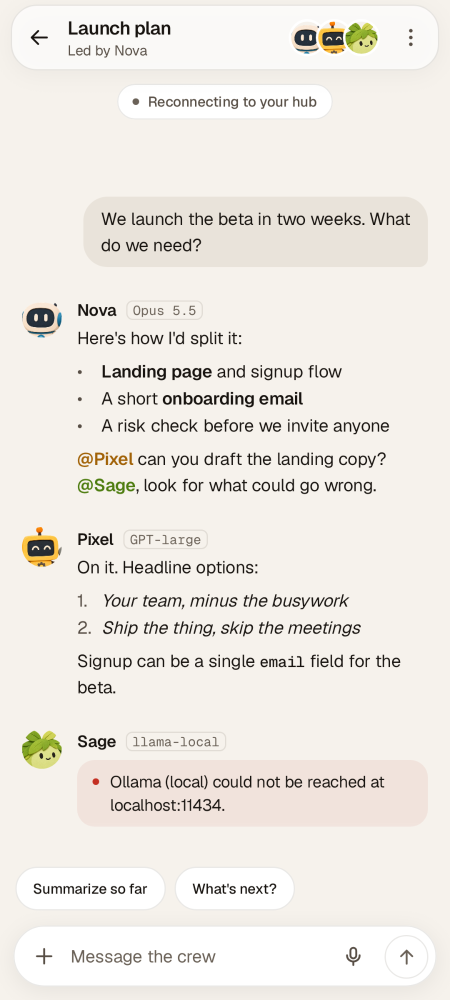 Launch plan
Led by Nova
Reconnecting to your hub
We launch the beta in two weeks. What
do we need?
Nova Opus 5.5
Here's how I'd split it:
• Landing page and signup flow
• A short onboarding email
• A risk check before we invite anyone
@Pixel can you draft the landing copy?
@Sage, look for what could go wrong.
Pixel GPT-large
On it. Headline options:
1. Your team, minus the busywork
2. Ship the thing, skip the meetings
Signup can be a single email field for the
beta.
Sage llama-local
Ollama (local) could not be reached at
localhost:11434.
Summarize so far
What's next?
Message the crew